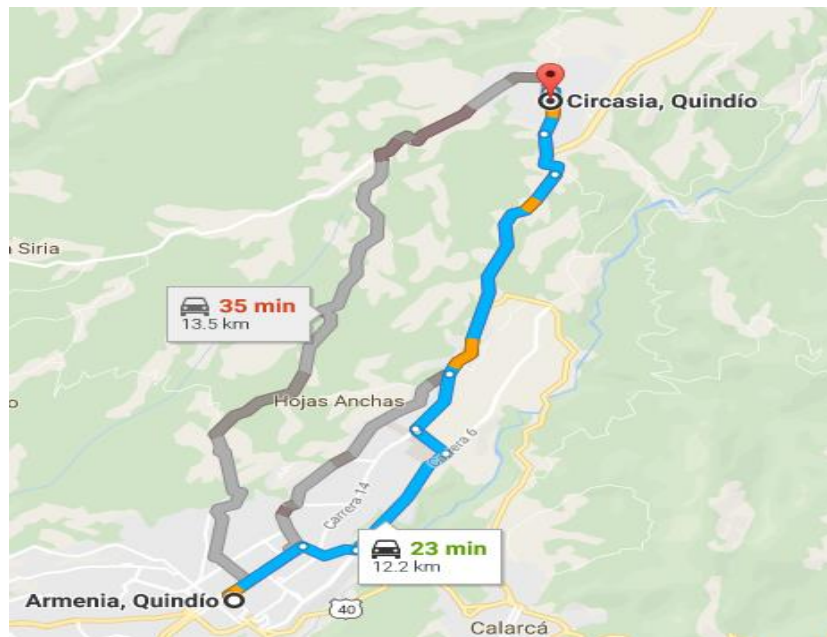 Circasia, Quindío
Siria
35 min
13.5 km
Hojas Anchas
Carrera 6
Carrera 14
23 min
12.2 km
Armenia, Quindío
40
Calarcá